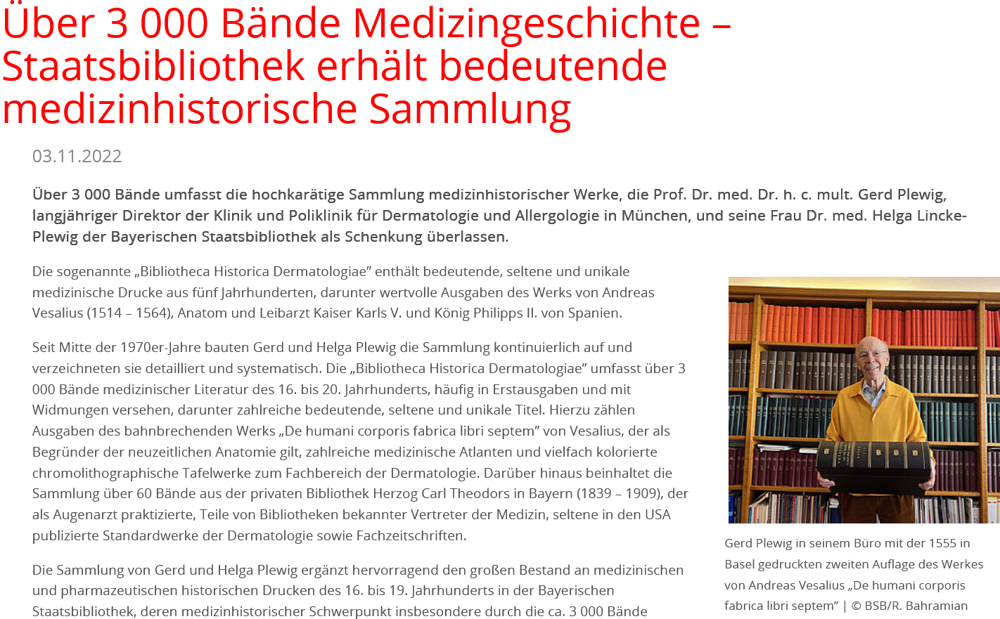 Über 3 000 Bände Medizingeschichte –
Staatsbibliothek erhält bedeutende
medizinhistorische Sammlung
03.11.2022
Über 3 000 Bände umfasst die hochkarätige Sammlung medizinhistorischer Werke, die Prof. Dr. med. Dr. h. c. mult. Gerd Plewig,
langjähriger Direktor der Klinik und Poliklinik für Dermatologie und Allergologie in München, und seine Frau Dr. med. Helga Lincke-
Plewig der Bayerischen Staatsbibliothek als Schenkung überlassen.
Die sogenannte „Bibliotheca Historica Dermatologiae” enthält bedeutende, seltene und unikale
medizinische Drucke aus fünf Jahrhunderten, darunter wertvolle Ausgaben des Werks von Andreas
Vesalius (1514 – 1564), Anatom und Leibarzt Kaiser Karls V. und König Philipps II. von Spanien.
Seit Mitte der 1970er-Jahre bauten Gerd und Helga Plewig die Sammlung kontinuierlich auf und
verzeichneten sie detailliert und systematisch. Die „Bibliotheca Historica Dermatologiae” umfasst über 3
000 Bände medizinischer Literatur des 16. bis 20. Jahrhunderts, häufig in Erstausgaben und mit
Widmungen versehen, darunter zahlreiche bedeutende, seltene und unikale Titel. Hierzu zählen
Ausgaben des bahnbrechenden Werks „De humani corporis fabrica libri septem” von Vesalius, der als
Begründer der neuzeitlichen Anatomie gilt, zahlreiche medizinische Atlanten und vielfach kolorierte
chromolithographische Tafelwerke zum Fachbereich der Dermatologie. Darüber hinaus beinhaltet die
Sammlung über 60 Bände aus der privaten Bibliothek Herzog Carl Theodors in Bayern (1839 – 1909), der
als Augenarzt praktizierte, Teile von Bibliotheken bekannter Vertreter der Medizin, seltene in den USA
publizierte Standardwerke der Dermatologie sowie Fachzeitschriften.
Die Sammlung von Gerd und Helga Plewig ergänzt hervorragend den großen Bestand an medizinischen
und pharmazeutischen historischen Drucken des 16. bis 19. Jahrhunderts in der Bayerischen
Staatsbibliothek, deren medizinhistorischer Schwerpunkt insbesondere durch die ca. 3 000 Bände
Gerd Plewig in seinem Büro mit der 1555 in
Basel gedruckten zweiten Auflage des Werkes
von Andreas Vesalius „De humani corporis
fabrica libri septem” | © BSB/R. Bahramian